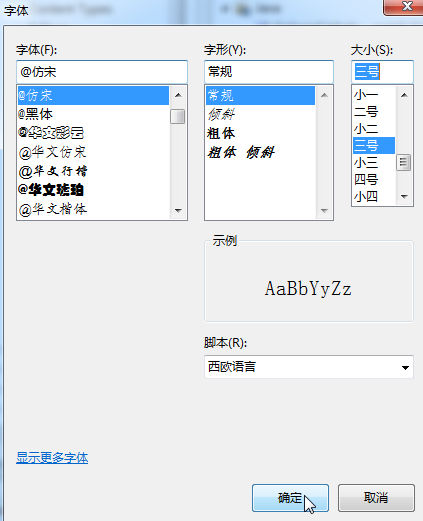 字体
字体(F):
@仿宋
@仿宋
@黑体
@华文彩云
@华文仿宋
@华文行楷
@华文琥珀
@华文楷体
字形(Y):
常规
常规
倾斜
粗体
粗体 倾斜
大小(S):
三号
小一
二号
小二
三号
小三
四号
小四
示例
AaBbYyZz
脚本(R):
西欧语言
显示更多字体
确定
取消